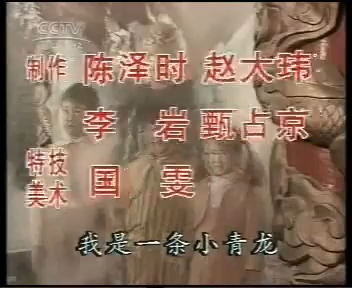 CCTV
制作 陈泽时 赵大玮
李岩 甄占京
特技
美术 国雯
我是一条小青龙